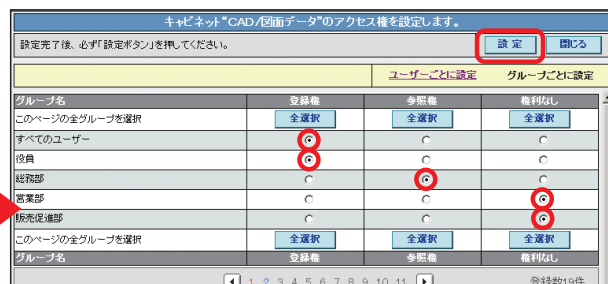 キャビネット“CAD/図面データ”のアクセス権を設定します。
設定完了後、必ず「設定ボタン」を押してください。 設 定 閉じる
ユーザーごとに設定 グループごとに設定
グループ名 登録権 参照権 権利なし
このページの全グループを選択 全選択 全選択 全選択
すべてのユーザー
役員
総務部
営業部
販売促進部
このページの全グループを選択 全選択 全選択 全選択
グループ名 登録権 参照権 権利なし
1 2 3 4 5 6 7 8 9 10 11 登録数19件